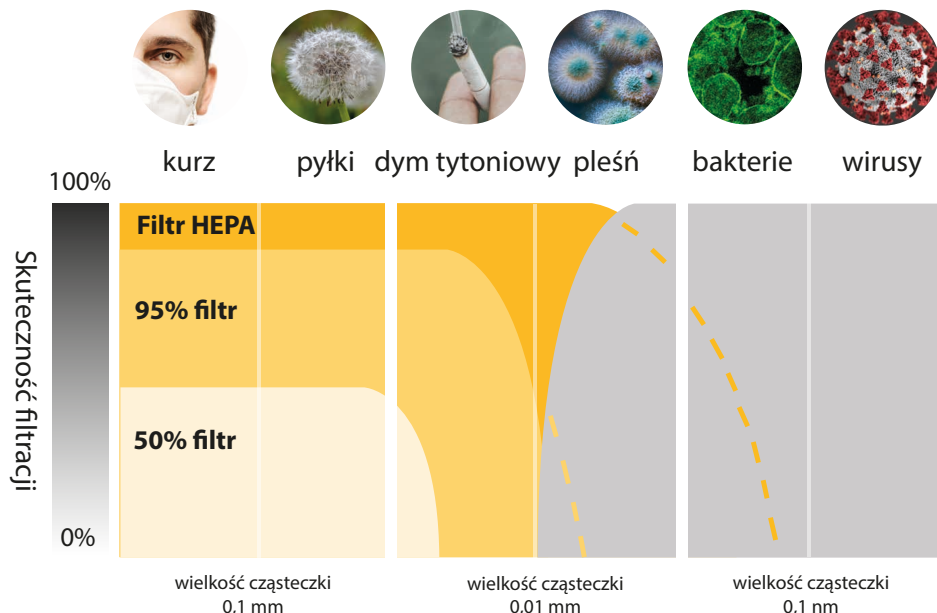 kurz
pyłki
dym tytoniowy
pleśń
bakterie
wirusy
100%
Skuteczność filtracji
0%
Filtr HEPA
95% filtr
50% filtr
wielkość cząsteczki
0,1 mm
wielkość cząsteczki
0,01 mm
wielkość cząsteczki
0,1 nm